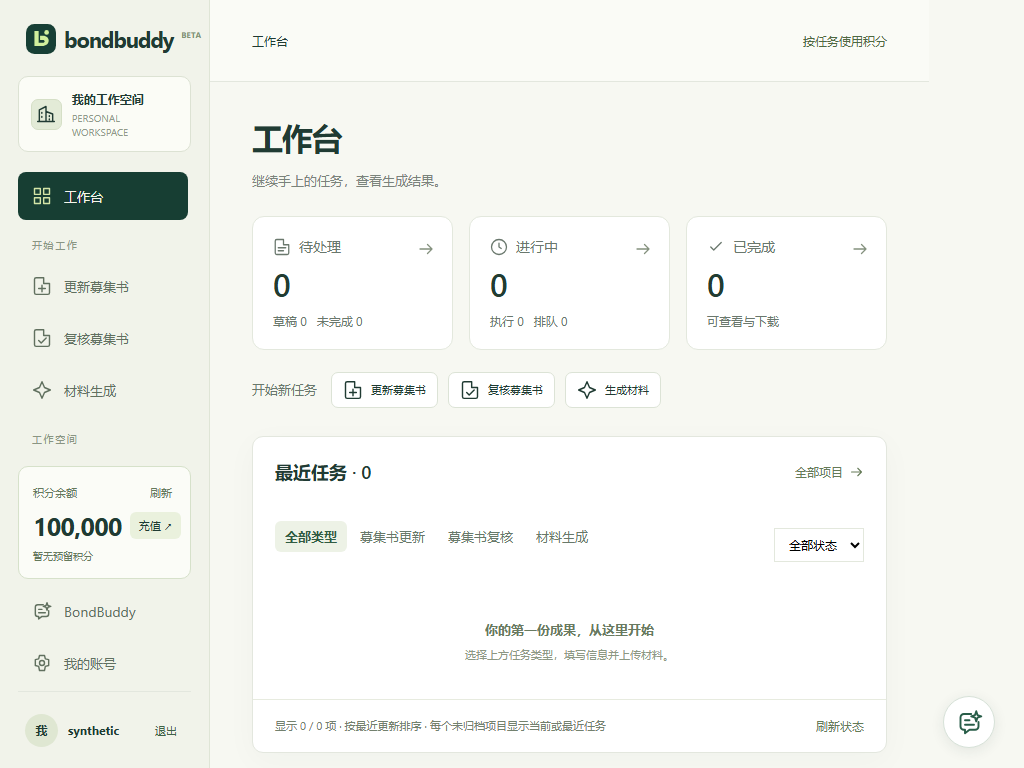 bondbuddy BETA
我的工作空间
PERSONAL
WORKSPACE
工作台
开始工作
更新募集书
复核募集书
材料生成
工作空间
积分余额 刷新
100,000 充值 ↗
暂无预留积分
BondBuddy
我的账号
我 synthetic 退出
工作台 按任务使用积分
工作台
继续手上的任务，查看生成结果。
待处理 →
0
草稿 0 未完成 0
进行中 →
0
执行 0 排队 0
已完成 →
0
可查看与下载
开始新任务 更新募集书 复核募集书 生成材料
最近任务 · 0 全部项目 →
全部类型 募集书更新 募集书复核 材料生成 全部状态
你的第一份成果，从这里开始
选择上方任务类型，填写信息并上传材料。
显示 0 / 0 项 · 按最近更新排序 · 每个未归档项目显示当前或最近任务 刷新状态